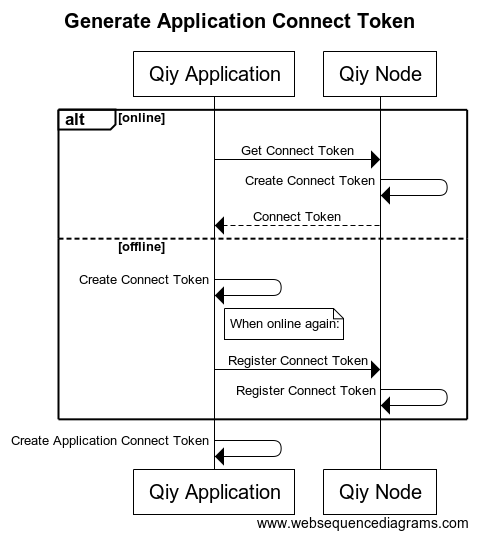 Generate Application Connect Token
Qiy Application
Qiy Node
alt
[online]
Get Connect Token
Create Connect Token
Connect Token
[offline]
Create Connect Token
When online again:
Register Connect Token
Register Connect Token
Create Application Connect Token
Qiy Application
Qiy Node
www.websequencediagrams.com